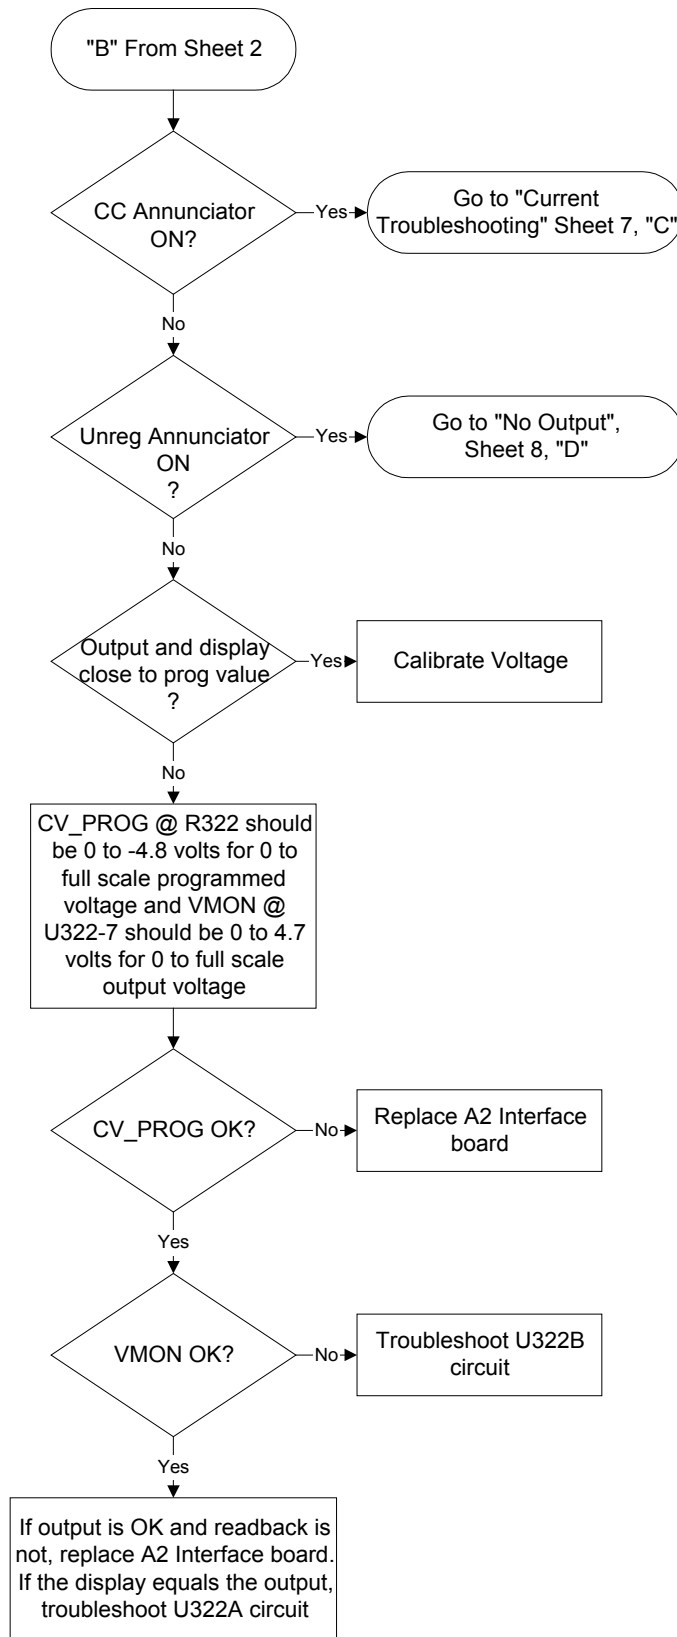 "B" From Sheet 2
CC Annunciator
ON?
Yes
Go to "Current
Troubleshooting" Sheet 7, "C"
No
Unreg Annunciator
ON
?
Yes
Go to "No Output",
Sheet 8, "D"
No
Output and display
close to prog value
?
Yes
Calibrate Voltage
No
CV_PROG @ R322 should
be 0 to -4.8 volts for 0 to
full scale programmed
voltage and VMON @
U322-7 should be 0 to 4.7
volts for 0 to full scale
output voltage
CV_PROG OK?
No
Replace A2 Interface
board
Yes
VMON OK?
No
Troubleshoot U322B
circuit
Yes
If output is OK and readback is
not, replace A2 Interface board.
If the display equals the output,
troubleshoot U322A circuit